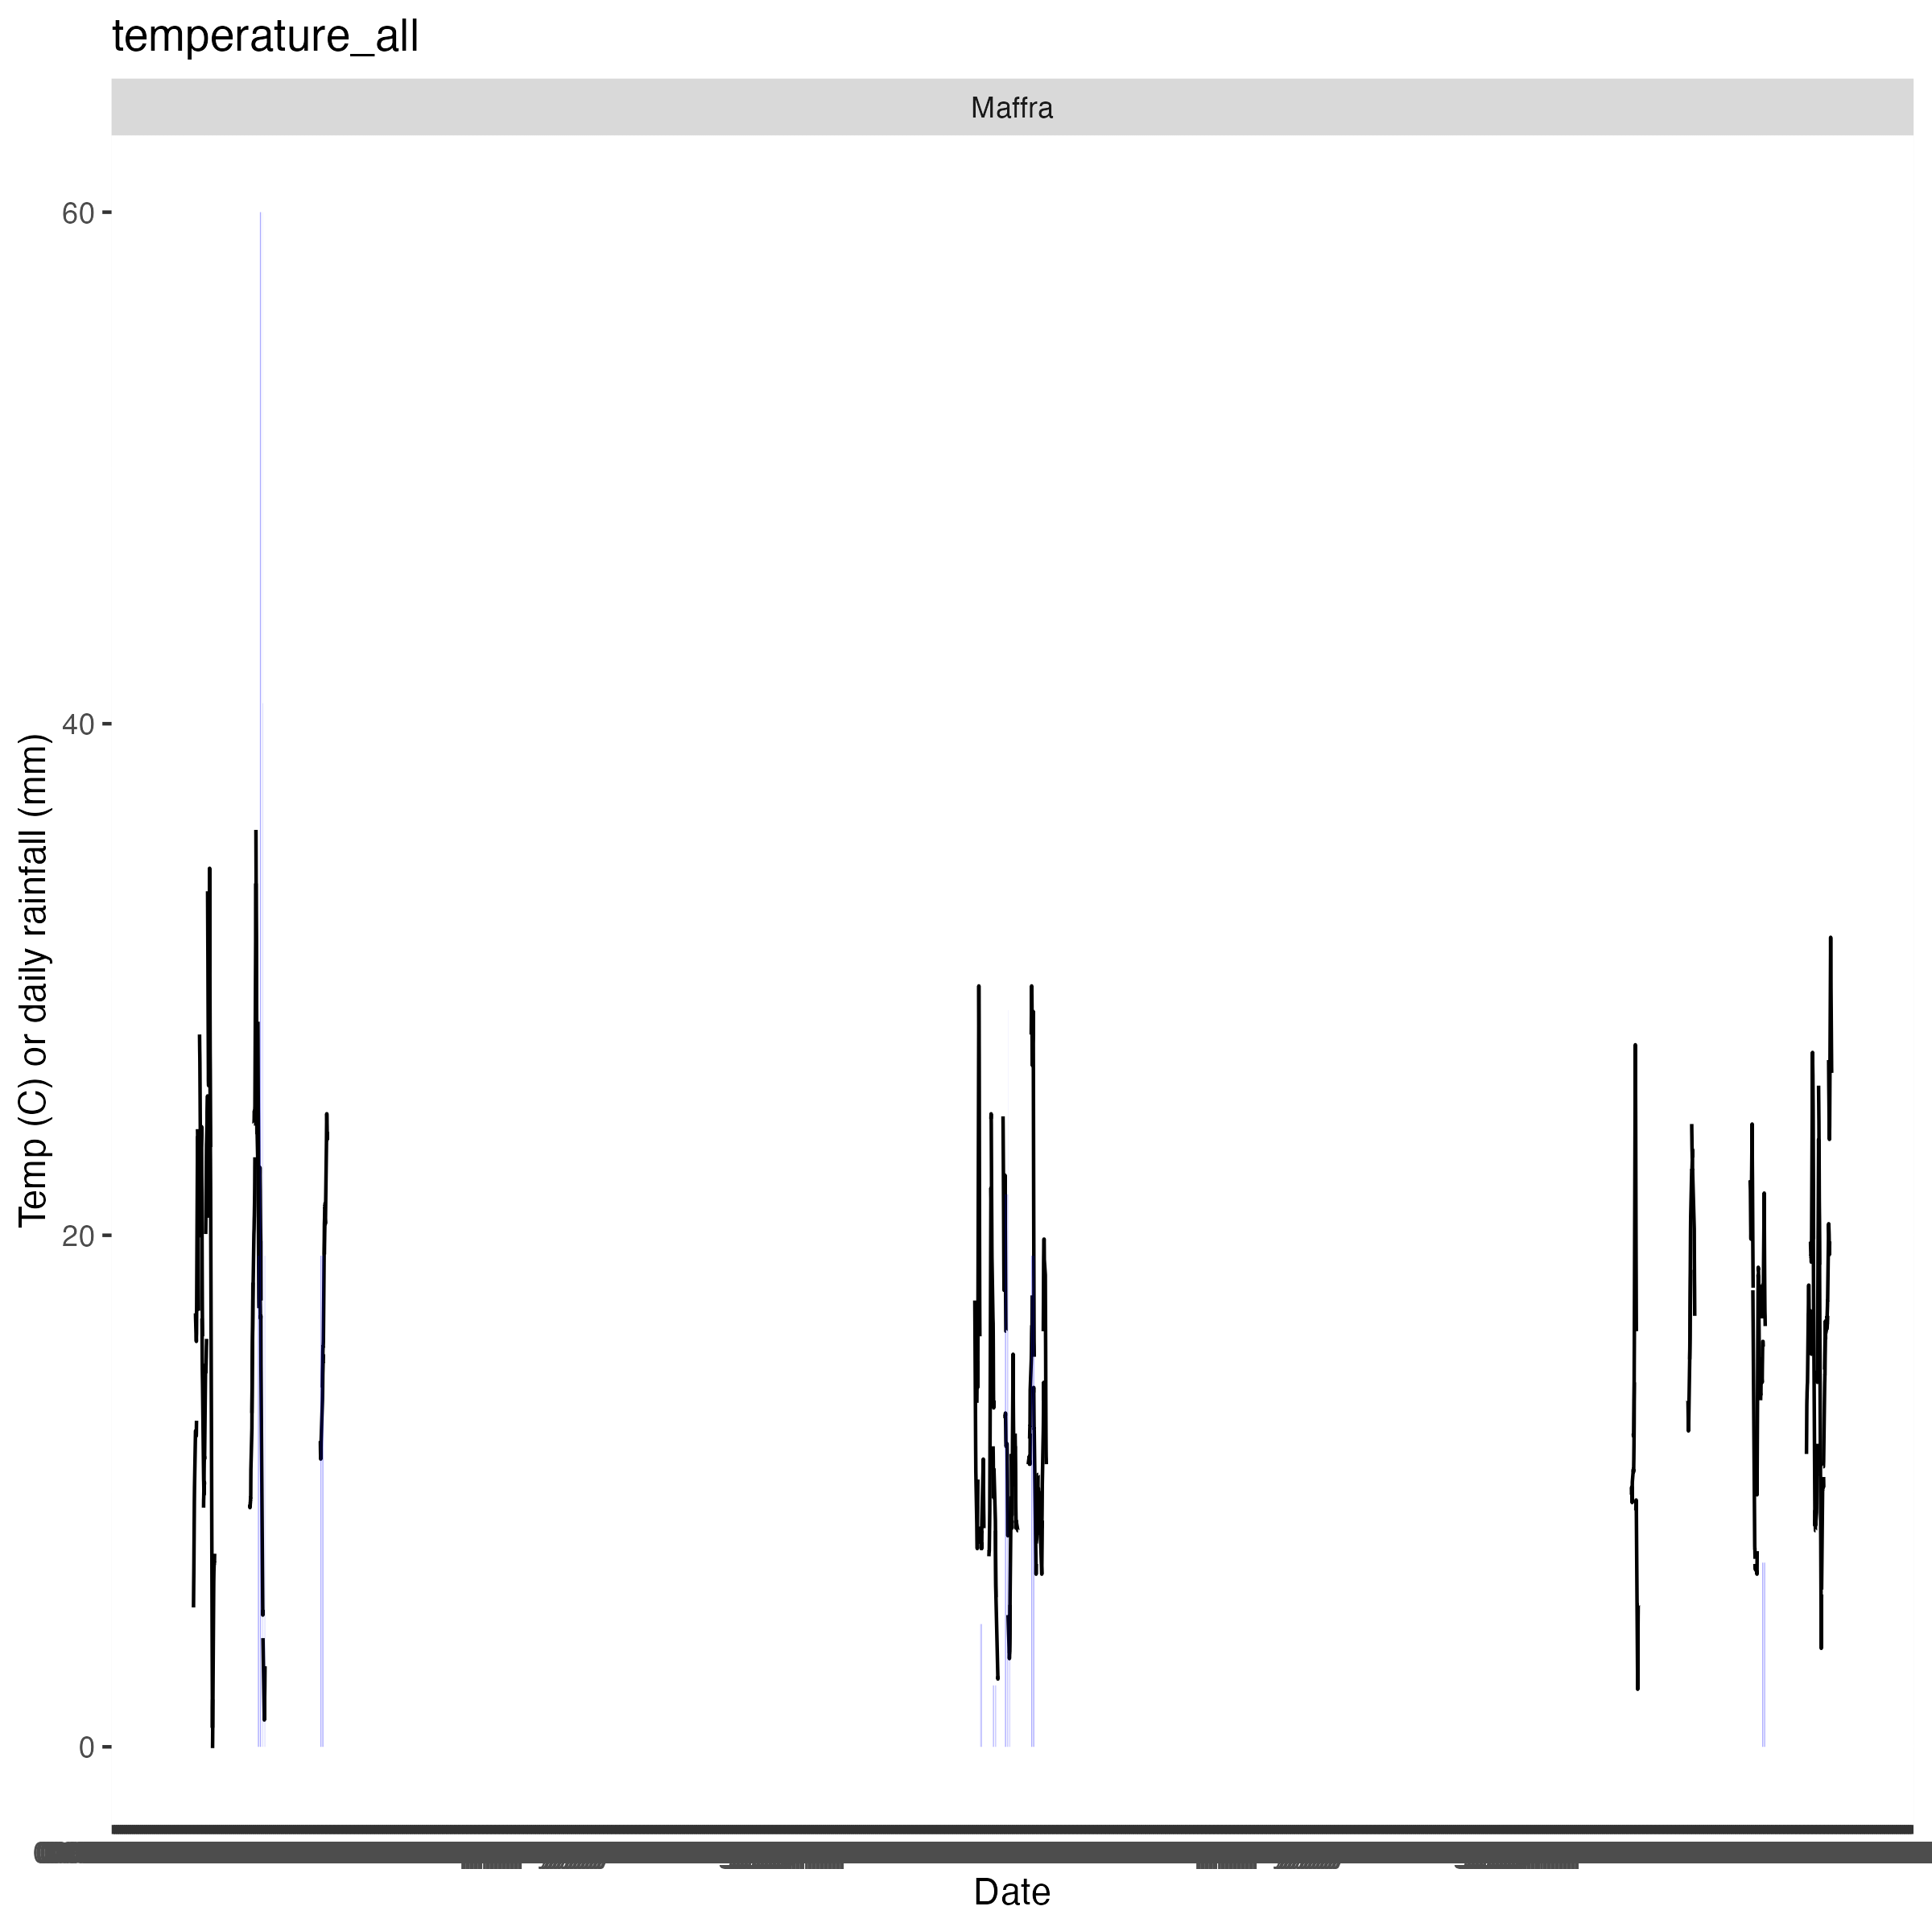 temperature_all
Maffra
60
40
20
0
Temp (C) or daily rainfall (mm)
Date